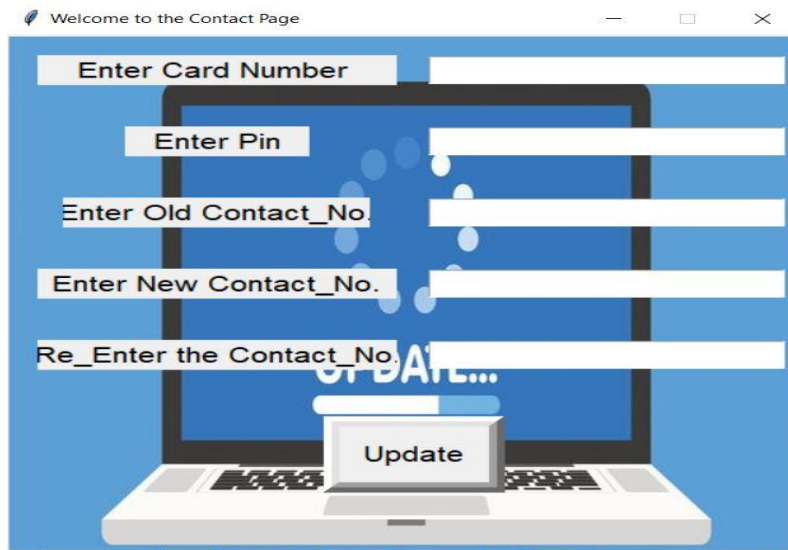 Welcome to the Contact Page
Enter Card Number
Enter Pin
Enter Old Contact_No.
Enter New Contact_No.
Re_Enter the Contact_No.
UPDATE...
Update